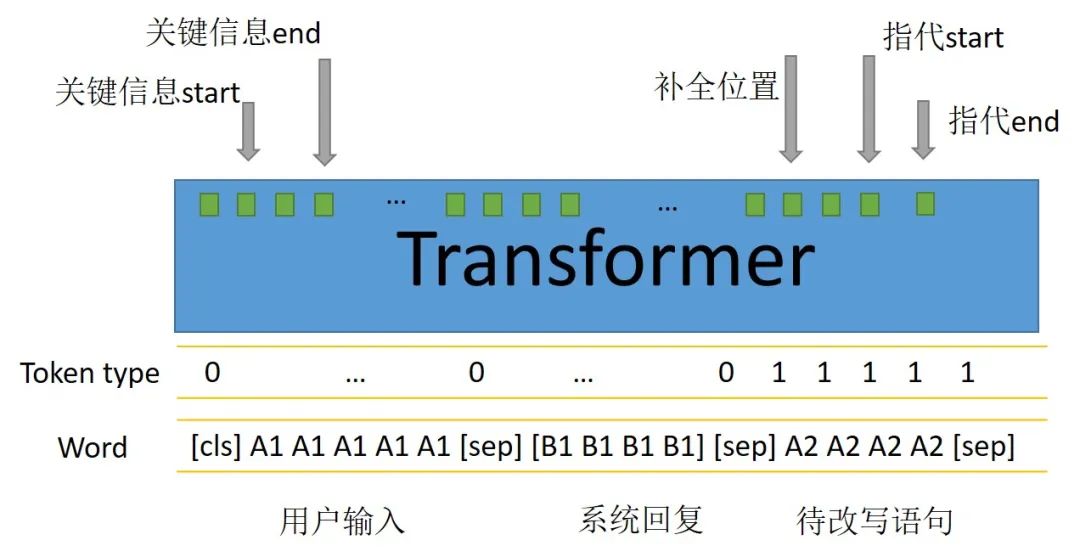 关键信息end
关键信息start
补全位置
指代start
指代end
... ...
Transformer
Token type 0 ... 0 ... 0 1 1 1 1 1
Word [cls] A1 A1 A1 A1 A1 [sep] [B1 B1 B1 B1] [sep] A2 A2 A2 A2 [sep]
用户输入 系统回复 待改写语句